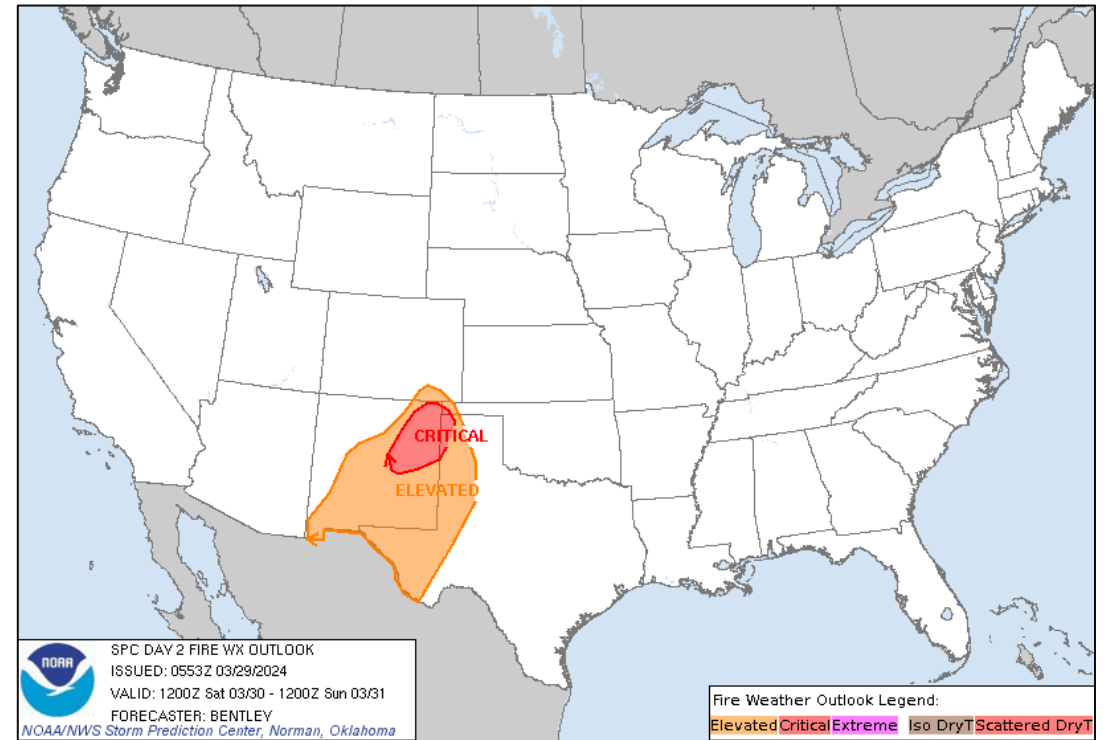 CRITICAL
ELEVATED
NOAA
SPC DAY 2 FIRE WX OUTLOOK
ISSUED: 0553Z 03/29/2024
VALID: 1200Z Sat 03/30 - 1200Z Sun 03/31
FORECASTER: BENTLEY
NOAA/NWS Storm Prediction Center, Norman, Oklahoma
Fire Weather Outlook Legend:
Elevated Critical Extreme Iso DryT Scattered DryT